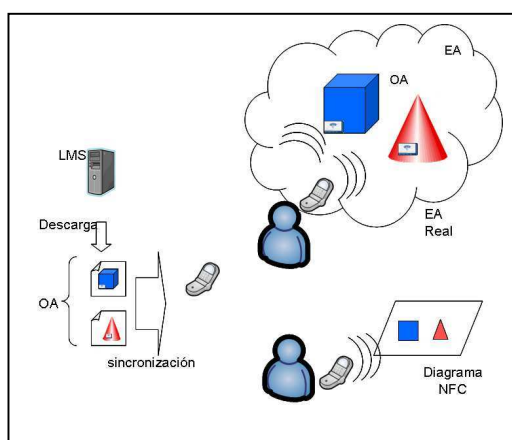 EA
OA
LMS
EA
Real
Descarga
OA
sincronización
Diagrama
NFC